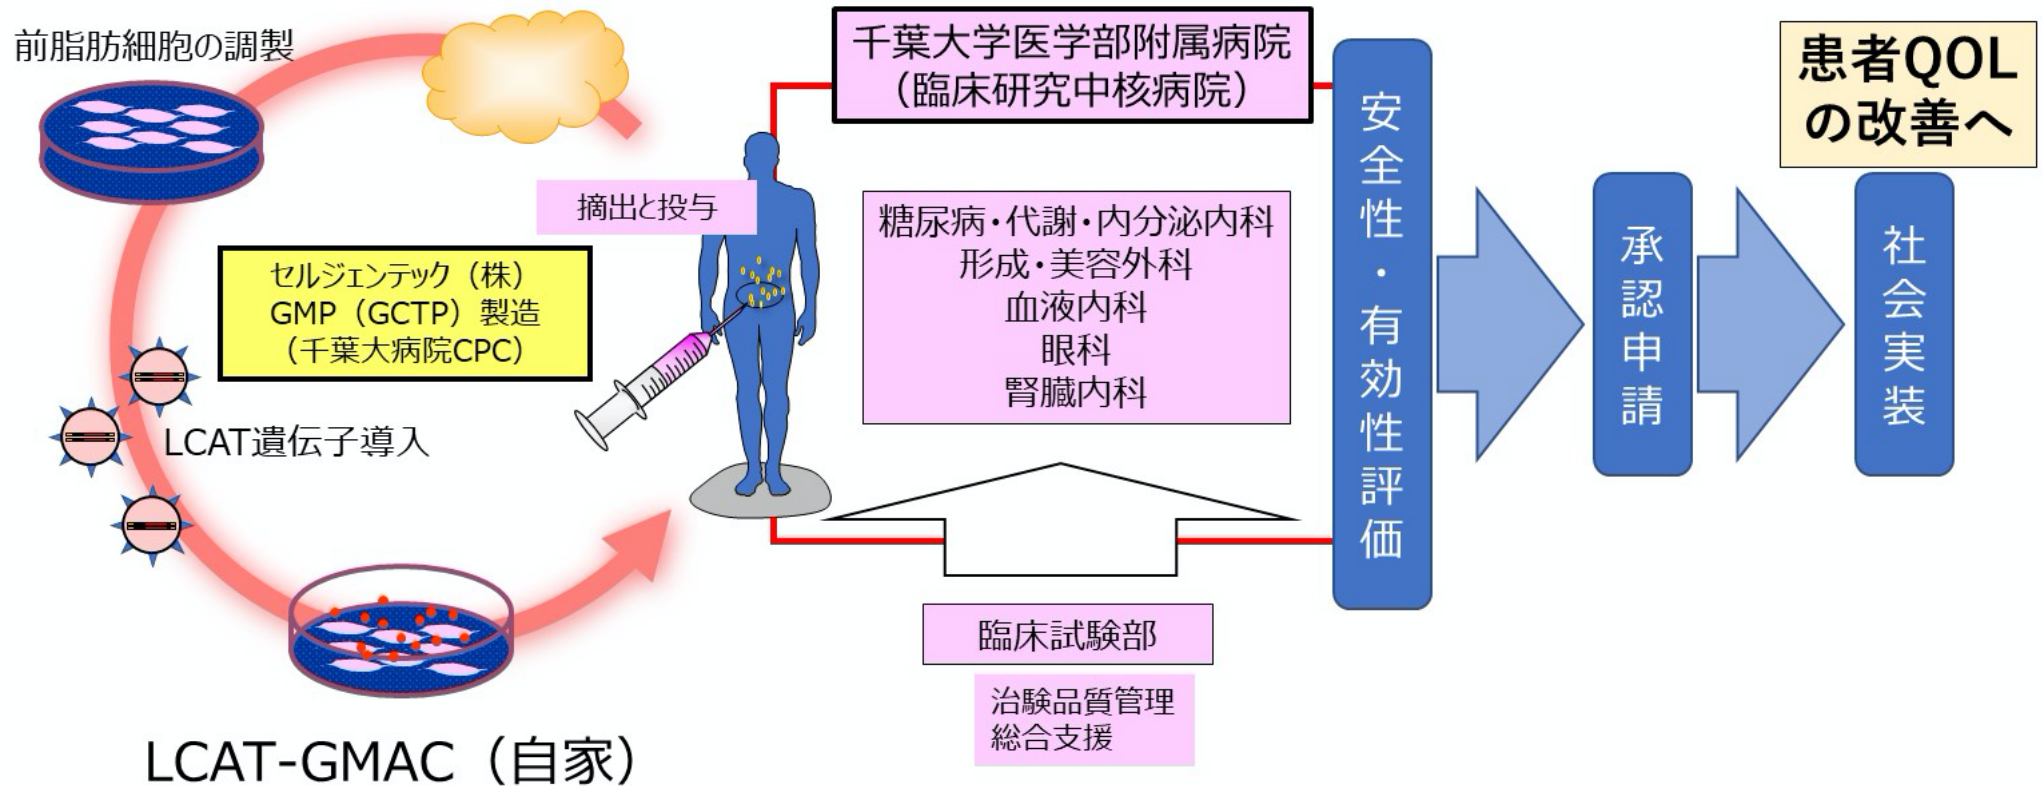 前脂肪細胞の調製
摘出と投与
セルジェンテック（株）
GMP（GCTP）製造
（千葉大病院CPC）
LCAT遺伝子導入
LCAT-GMAC（自家）
千葉大学医学部附属病院
（臨床研究中核病院）
糖尿病・代謝・内分泌内科
形成・美容外科
血液内科
眼科
腎臓内科
臨床試験部
治験品質管理
総合支援
安全性・有効性評価
承認申請
社会実装
患者QOL
の改善へ